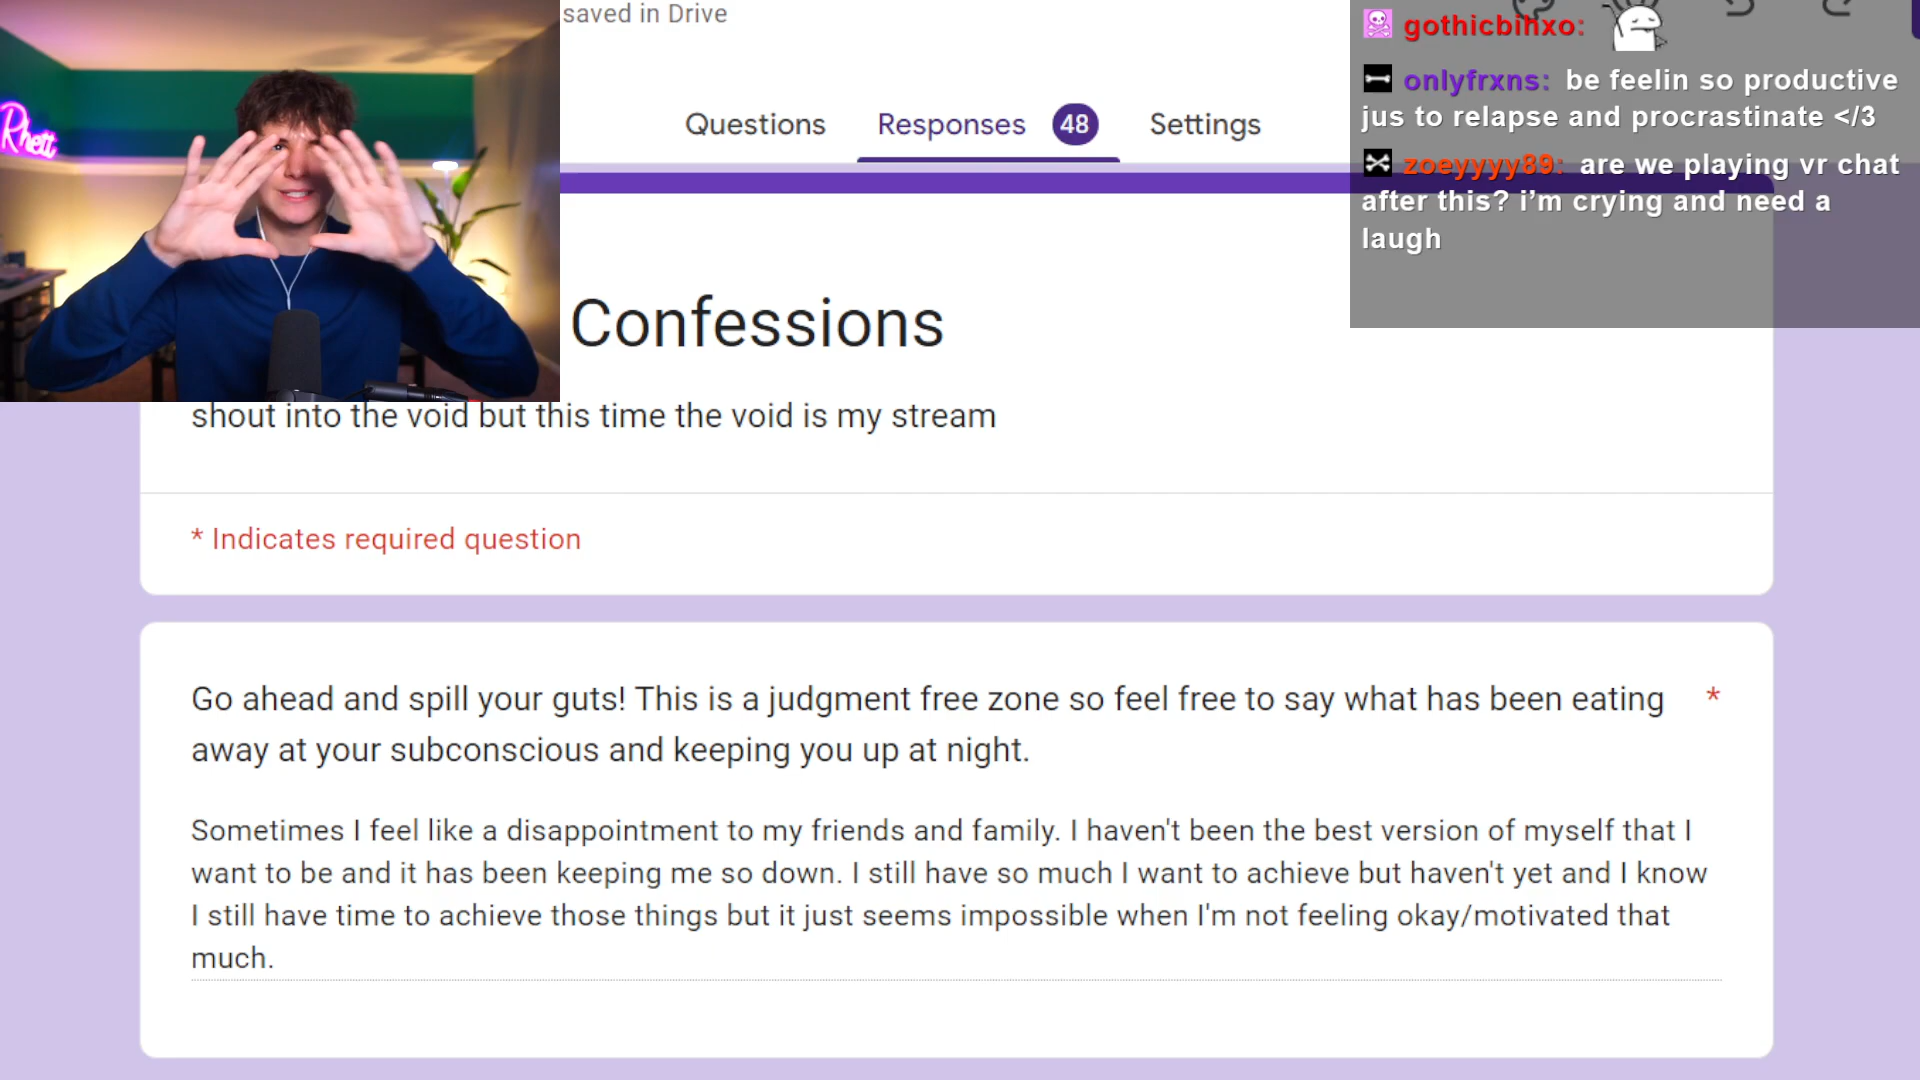 saved in Drive
Rhett
Questions
Responses
48
Settings
gothicbihxo:
onlyfrxns: be feelin so productive
jus to relapse and procrastinate </3
zoeyyyy89: are we playing vr chat
after this? i’m crying and need a
laugh
Confessions
shout into the void but this time the void is my stream
* Indicates required question
Go ahead and spill your guts! This is a judgment free zone so feel free to say what has been eating *
away at your subconscious and keeping you up at night.
Sometimes I feel like a disappointment to my friends and family. I haven't been the best version of myself that I
want to be and it has been keeping me so down. I still have so much I want to achieve but haven't yet and I know
I still have time to achieve those things but it just seems impossible when I'm not feeling okay/motivated that
much.